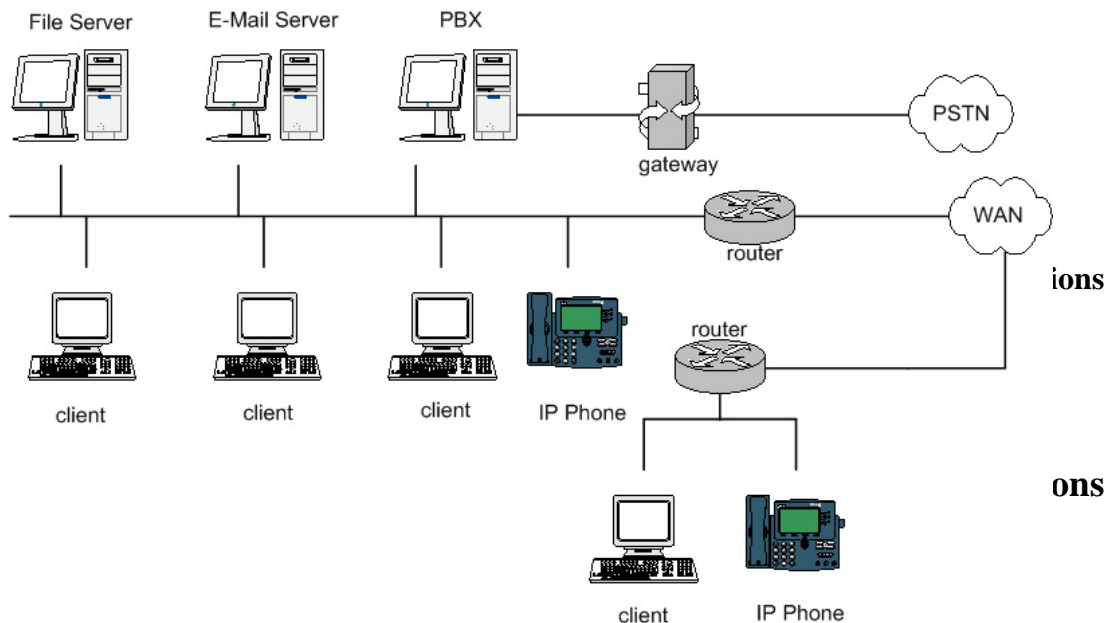 File Server E-Mail Server PBX
PSTN
gateway
WAN
router
ions
router
client client client IP Phone
ons
client IP Phone